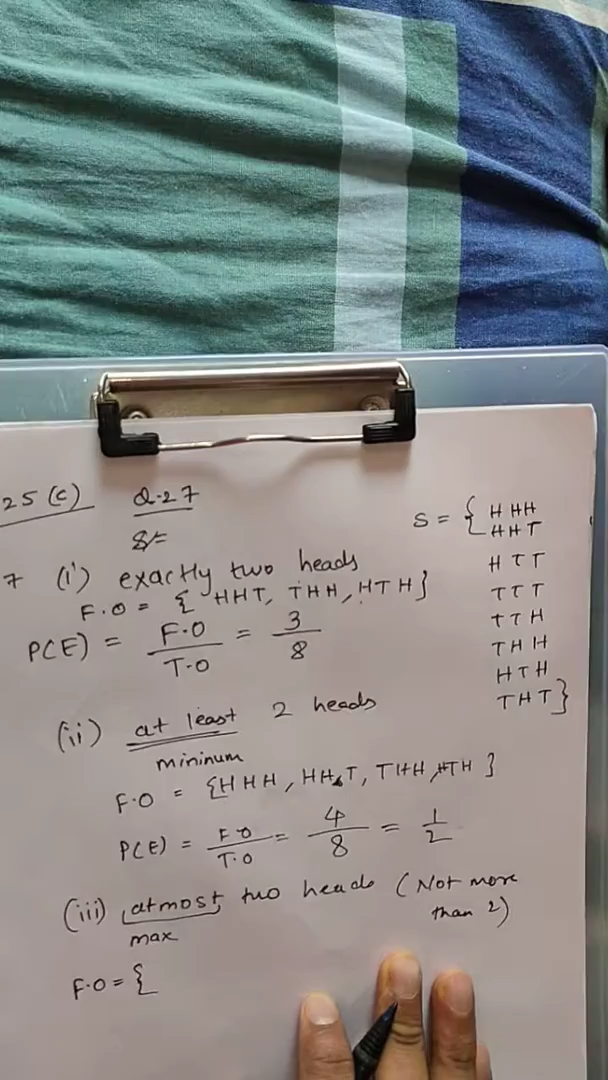 25 (c) Q.27
S = { HHH
HHT
HTT
TTT
TTH
THH
HTH
THT }
7 (i) exactly two heads
F.O = { HHT, THH, HTH }
P(E) = F.O / T.O = 3 / 8
(ii) at least 2 heads
mininum
F.O = { HHH, HHT, THH, HTH }
P(E) = F.O / T.O = 4 / 8 = 1 / 2
(iii) atmost two heads (Not more
than 2)
max
F.O = {